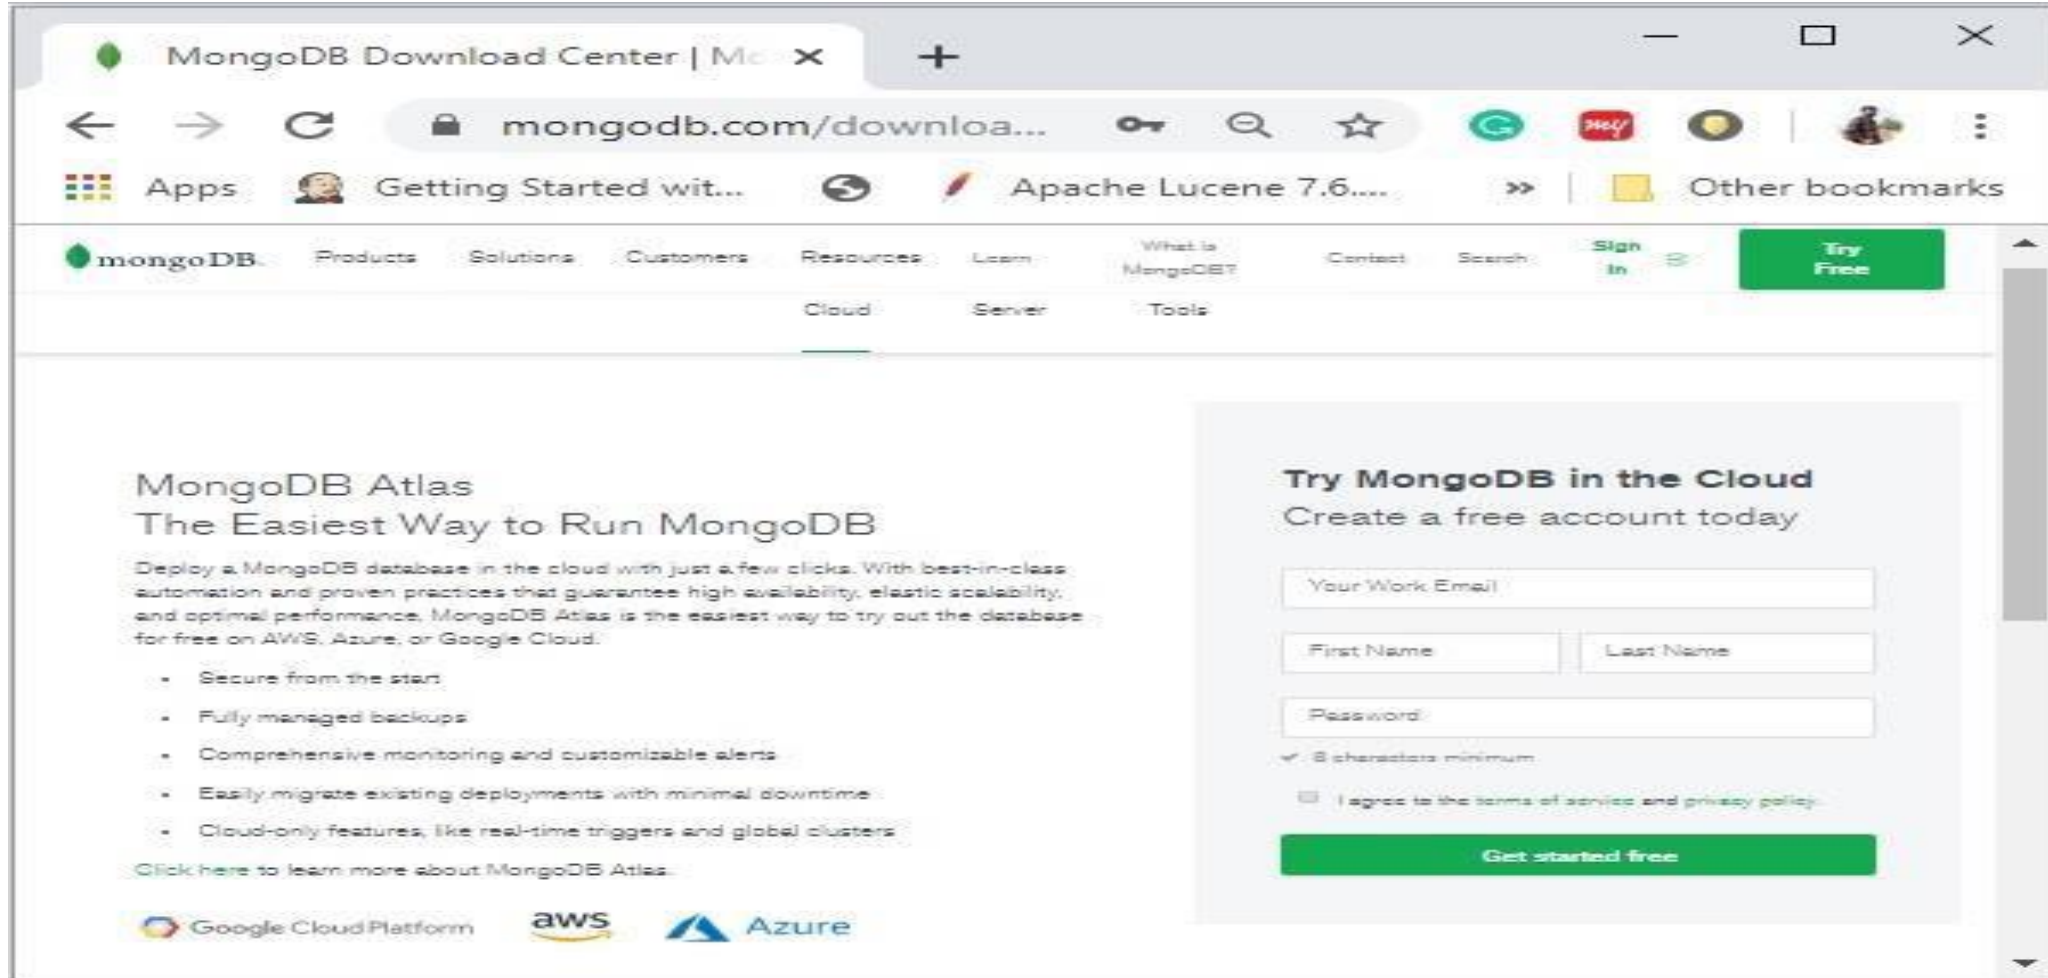 MongoDB Download Center | Mo
mongodb.com/downloa...
my
Apps Getting Started wit... Apache Lucene 7.6.... » Other bookmarks
mongoDB. Products Solutions Customers Resources Learn What is MongoDB? Contact Search Sign In Try Free
Cloud Server Tools
MongoDB Atlas
The Easiest Way to Run MongoDB
Deploy a MongoDB database in the cloud with just a few clicks. With best-in-class
automation and proven practices that guarantee high availability, elastic scalability,
and optimal performance, MongoDB Atlas is the easiest way to try out the database
for free on AWS, Azure, or Google Cloud.
• Secure from the start
• Fully managed backups
• Comprehensive monitoring and customizable alerts
• Easily migrate existing deployments with minimal downtime
• Cloud-only features, like real-time triggers and global clusters
Click here to learn more about MongoDB Atlas.
Google Cloud Platform aws Azure
Try MongoDB in the Cloud
Create a free account today
Your Work Email
First Name Last Name
Password
8 characters minimum
I agree to the terms of service and privacy policy.
Get started free